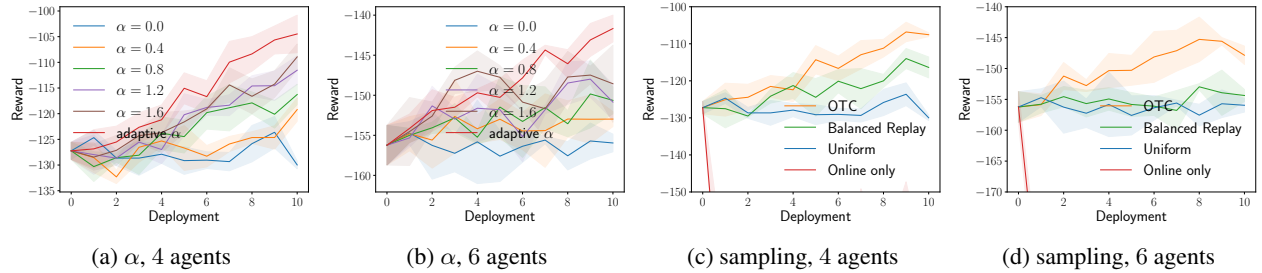 −100
−105
−110
−115
−120
−125
−130
−135
Reward
0 2 4 6 8 10
Deployment
α = 0.0
α = 0.4
α = 0.8
α = 1.2
α = 1.6
adaptive α
(a) α, 4 agents
−140
−145
−150
−155
−160
Reward
0 2 4 6 8 10
Deployment
α = 0.0
α = 0.4
α = 0.8
α = 1.2
α = 1.6
adaptive α
(b) α, 6 agents
−100
−110
−120
−130
−140
−150
Reward
0 2 4 6 8 10
Deployment
OTC
Balanced Replay
Uniform
Online only
(c) sampling, 4 agents
−145
−150
−155
−160
−165
−170
Reward
0 2 4 6 8 10
Deployment
OTC
Balanced Replay
Uniform
Online only
(d) sampling, 6 agents